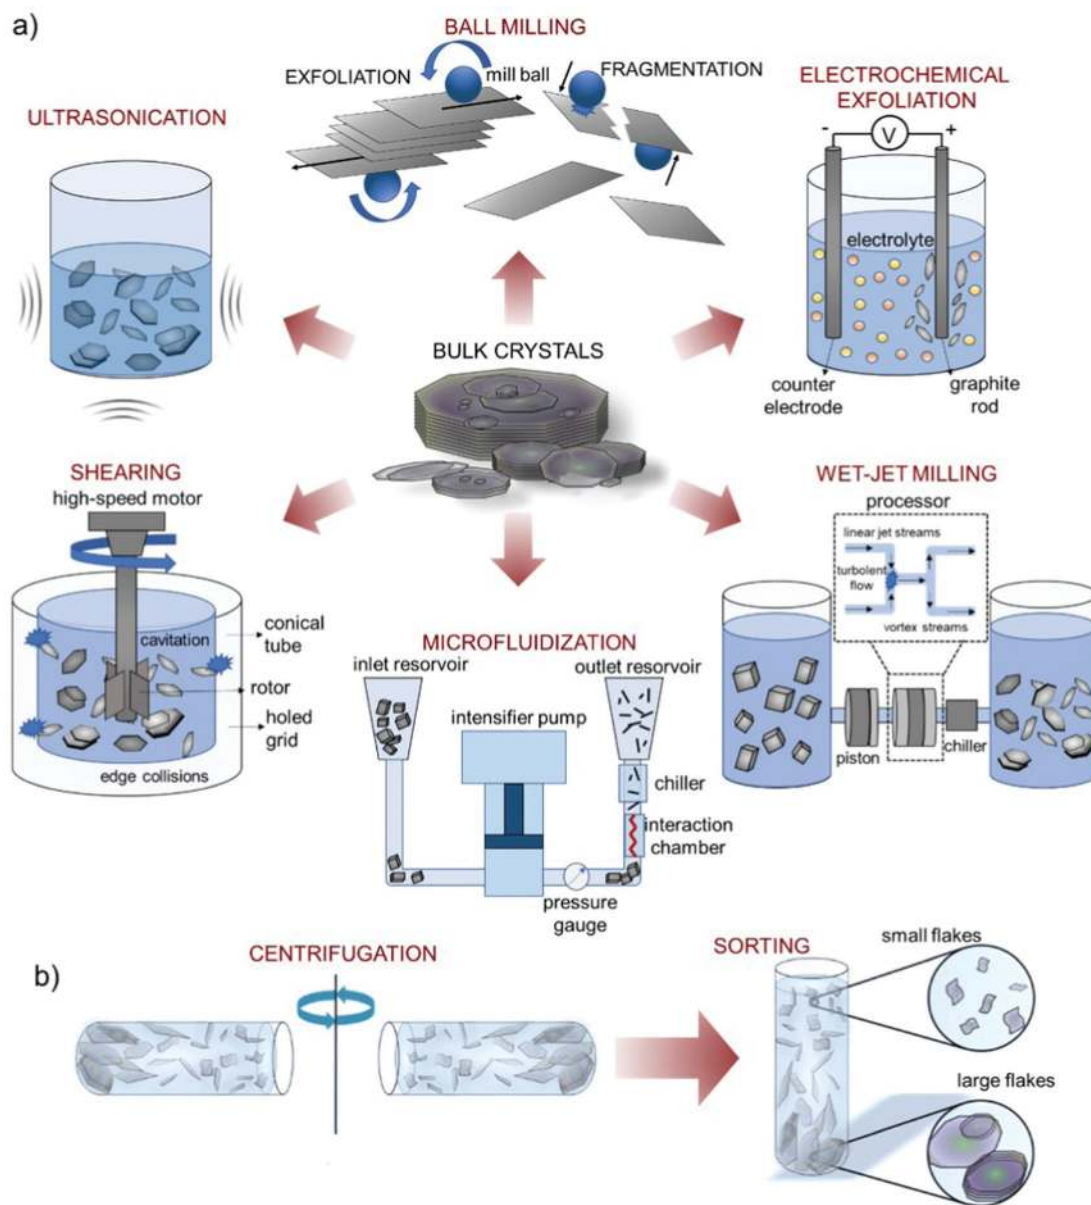 a)
BALL MILLING
EXFOLIATION
mill ball
FRAGMENTATION
ULTRASONICATION
ELECTROCHEMICAL
EXFOLIATION
-
V
+
electrolyte
counter
electrode
graphite
rod
BULK CRYSTALS
SHEARING
high-speed motor
cavitation
conical
tube
rotor
holed
grid
edge collisions
WET-JET MILLING
processor
linear jet streams
turbolent
flow
vortex streams
piston
chiller
MICROFLUIDIZATION
inlet reservoir
outlet reservoir
intensifier pump
chiller
interaction
chamber
pressure
gauge
b)
CENTRIFUGATION
SORTING
small flakes
large flakes